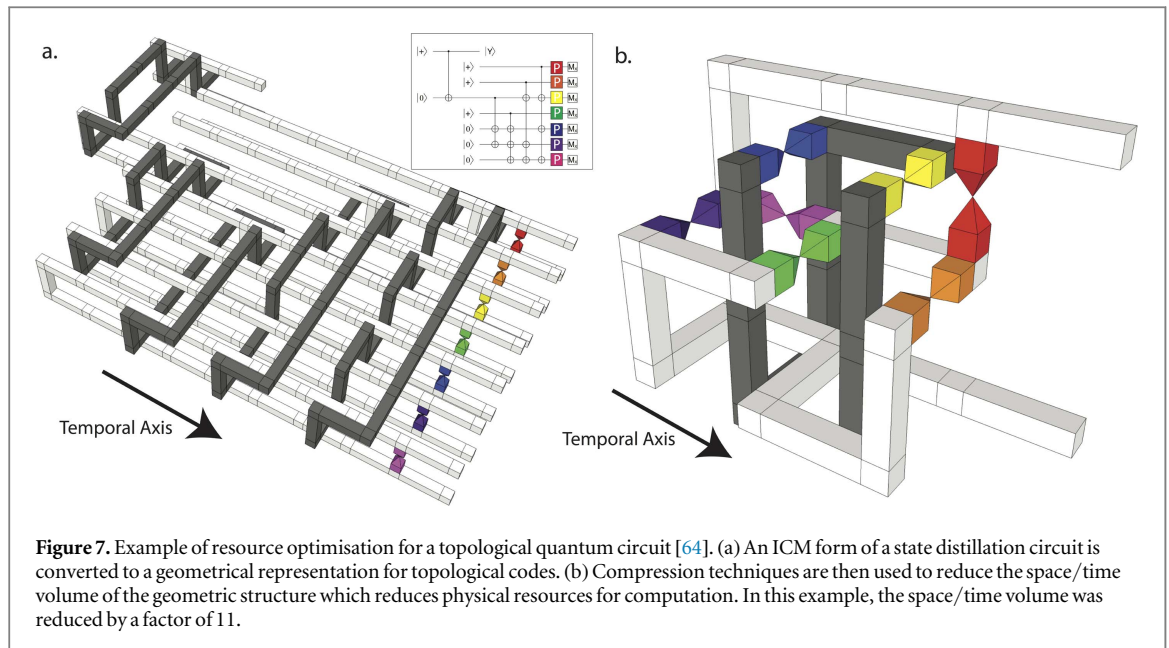 a.
|+⟩ |Y⟩
|+⟩ P Mₓ
|+⟩ P Mₓ
|0⟩ Mₓ
|+⟩ P Mₓ
|0⟩ P Mₓ
|0⟩ P Mₓ
|0⟩ P Mₓ
Temporal Axis
b.
Temporal Axis
Figure 7. Example of resource optimisation for a topological quantum circuit [64]. (a) An ICM form of a state distillation circuit is
converted to a geometrical representation for topological codes. (b) Compression techniques are then used to reduce the space/time
volume of the geometric structure which reduces physical resources for computation. In this example, the space/time volume was
reduced by a factor of 11.